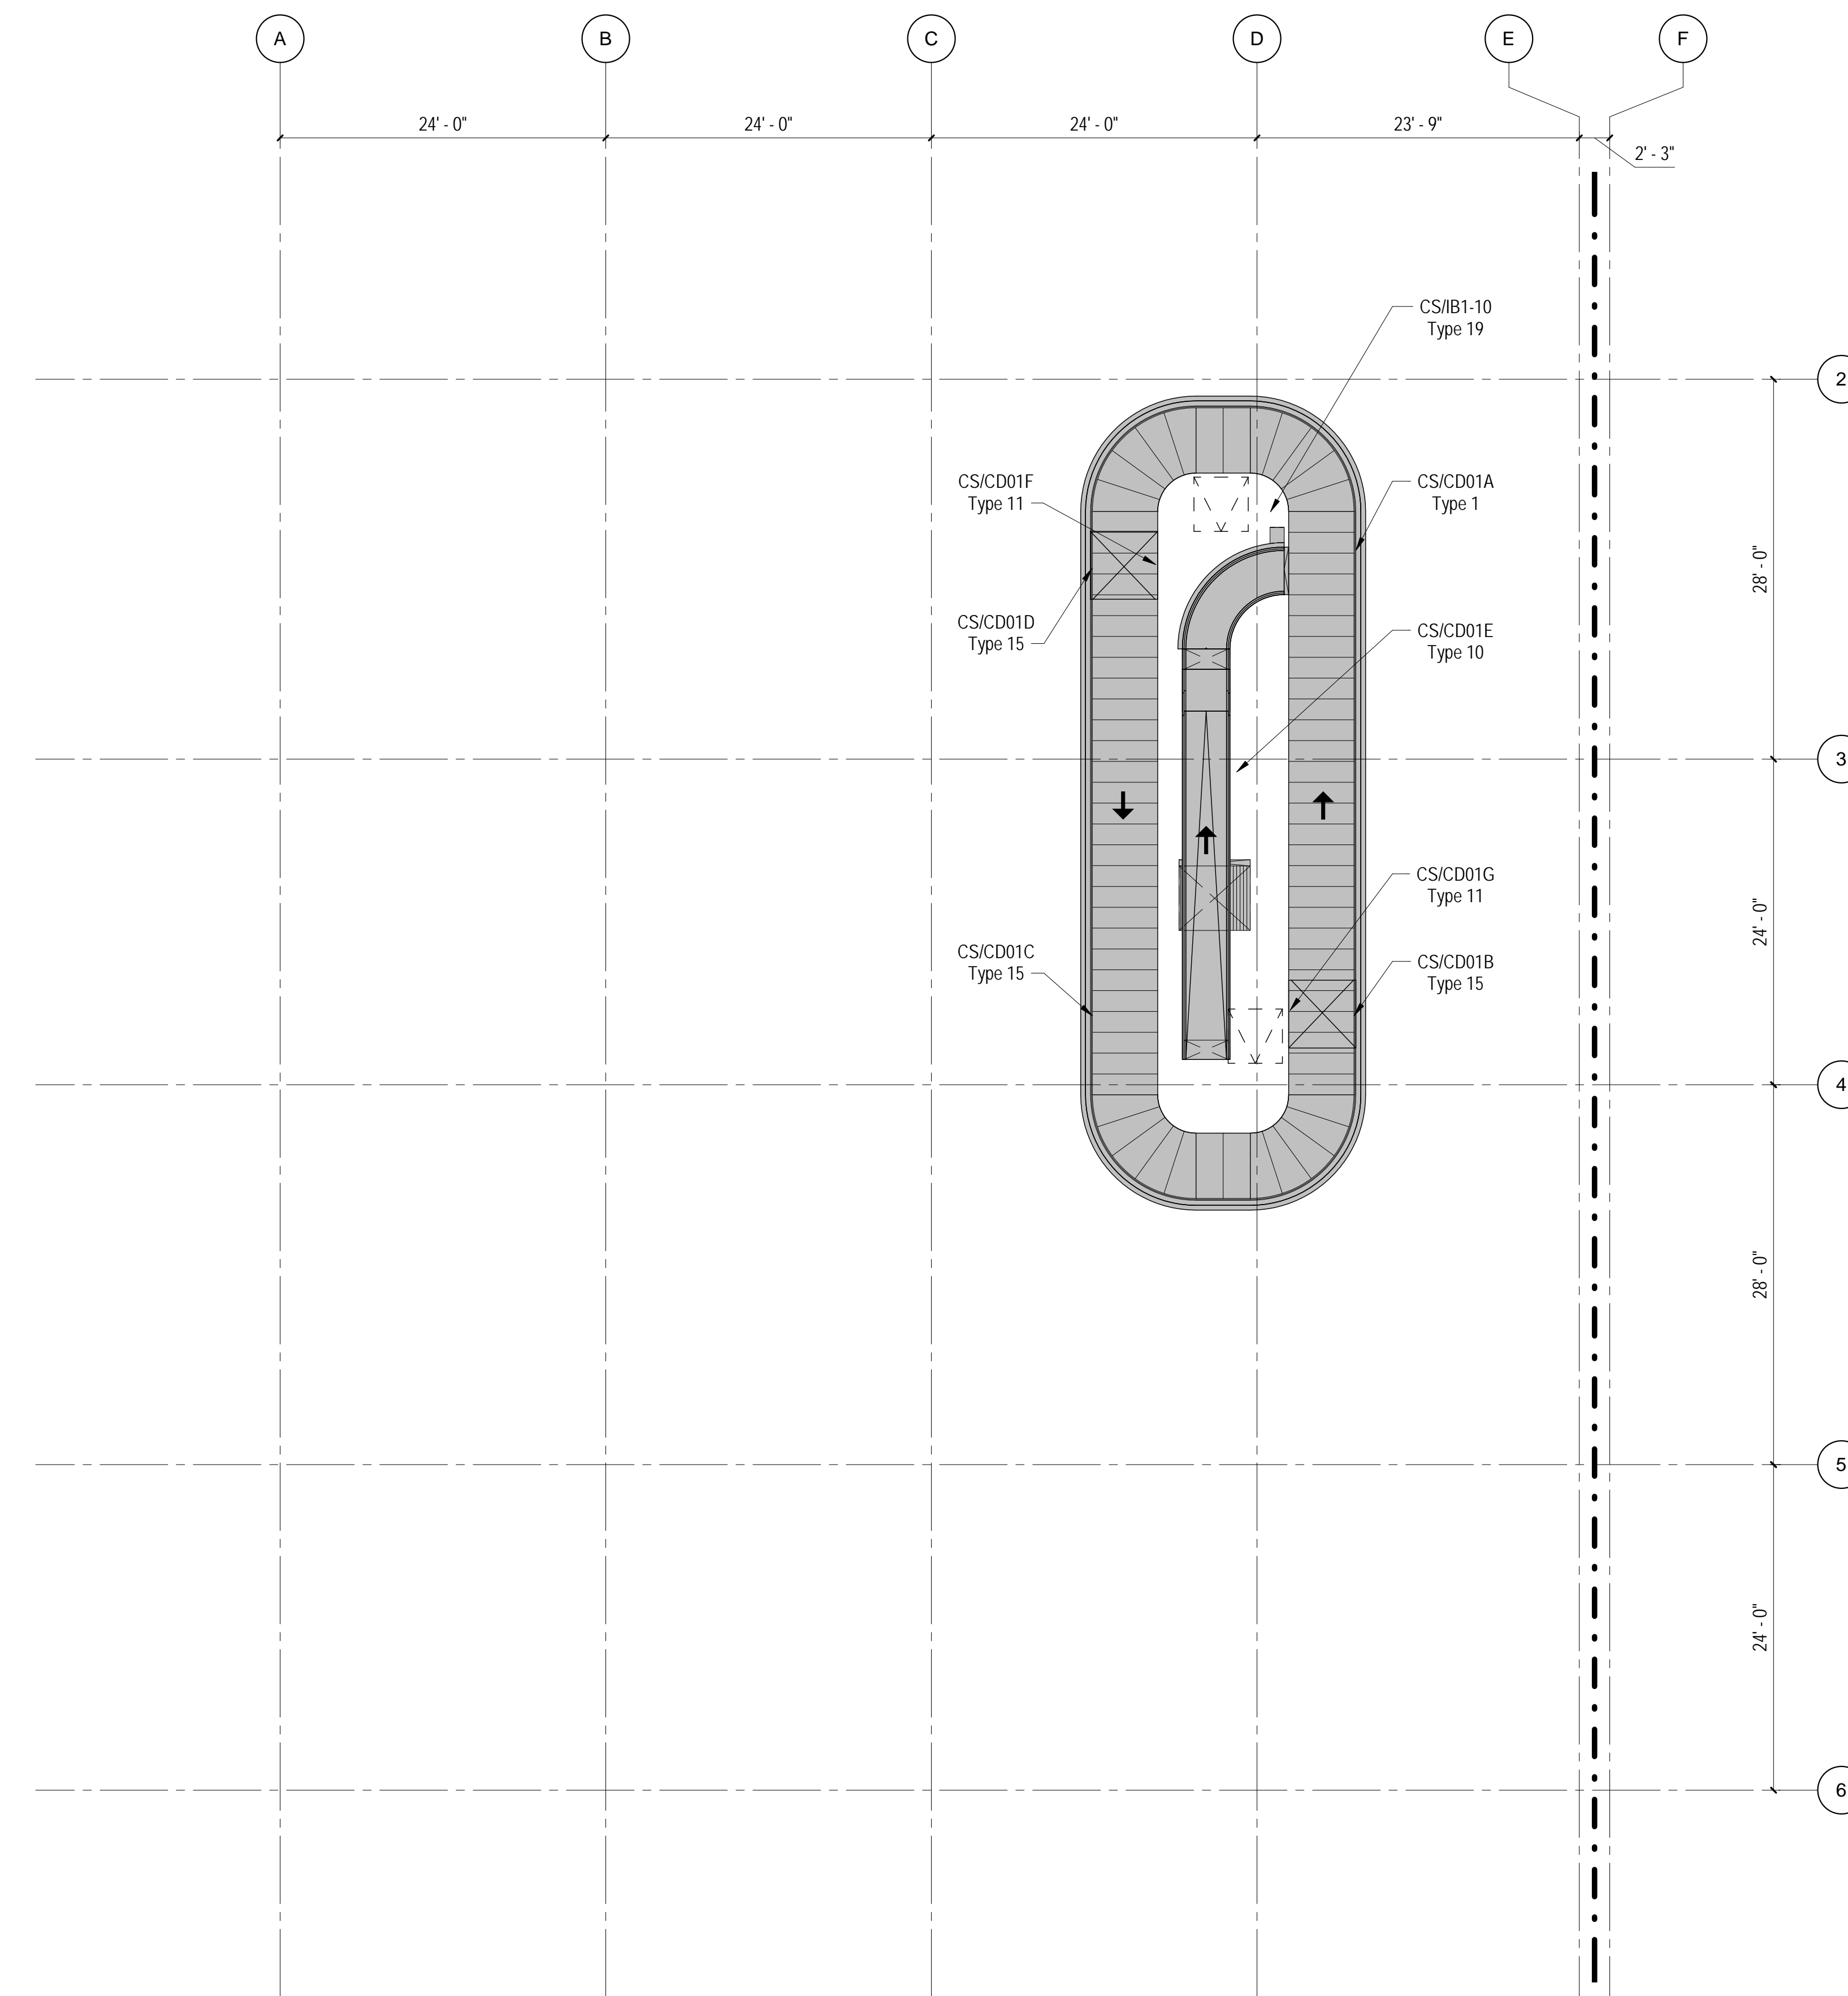 A
B
C
D
E
F
24' - 0"
24' - 0"
24' - 0"
23' - 9"
2' - 3"
CS/IB1-10
Type 19
2
CS/CD01F
Type 11
CS/CD01A
Type 1
28' - 0"
CS/CD01D
Type 15
CS/CD01E
Type 10
3
CS/CD01G
Type 11
24' - 0"
CS/CD01C
Type 15
CS/CD01B
Type 15
4
28' - 0"
5
24' - 0"
6